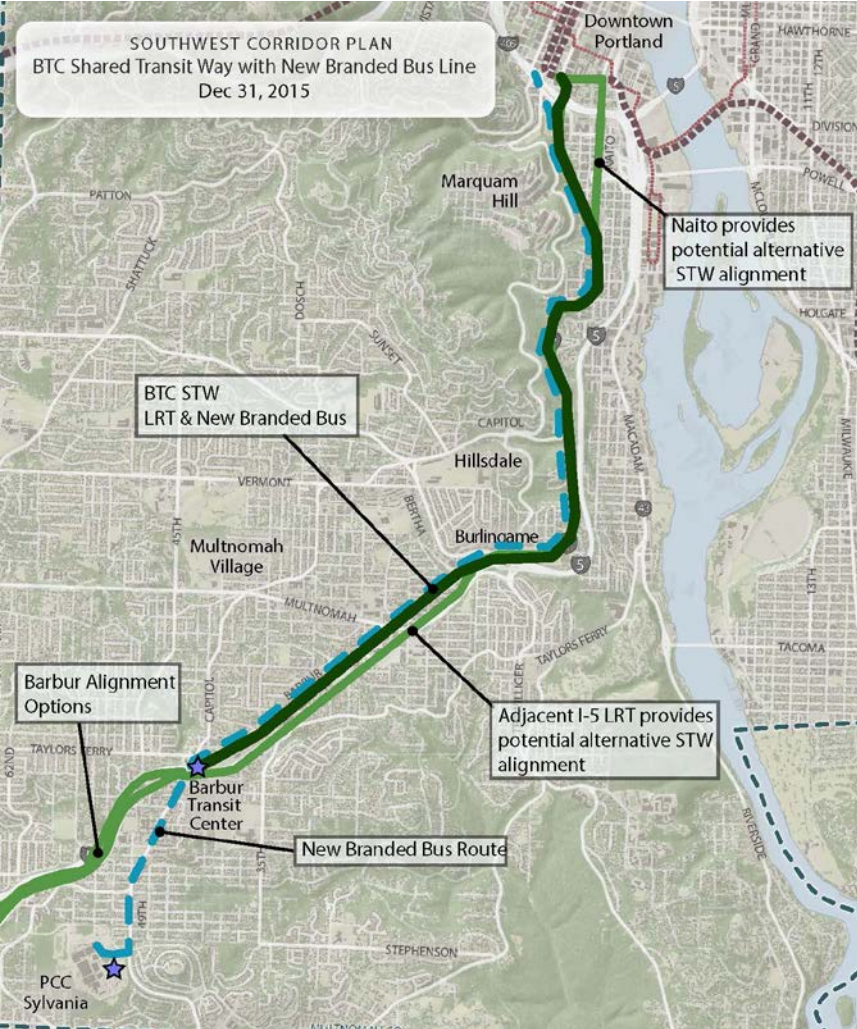 SOUTHWEST CORRIDOR PLAN
BTC Shared Transit Way with New Branded Bus Line
Dec 31, 2015
Downtown
Portland
HAWTHORNE
GRAND
12TH
11TH
405
5
DIVISION
NAITO
Marquam
Hill
POWELL
PATTON
Naito provides
potential alternative
STW alignment
SHATTUCK
DOSCH
HOLGATE
SUNSET
5
BTC STW
LRT & New Branded Bus
CAPITOL
MACADAM
MILWAUKIE
Hillsdale
VERMONT
BERTHA
43
45TH
Burlingame
Multnomah
Village
5
13TH
MULTNOMAH
TAYLORS FERRY
TACOMA
BARBUR
Barbur Alignment
Options
CAPITOL
Adjacent I-5 LRT provides
potential alternative STW
alignment
TAYLORS FERRY
62ND
Barbur
Transit
Center
RIVERSIDE
New Branded Bus Route
35TH
49TH
STEPHENSON
PCC
Sylvania